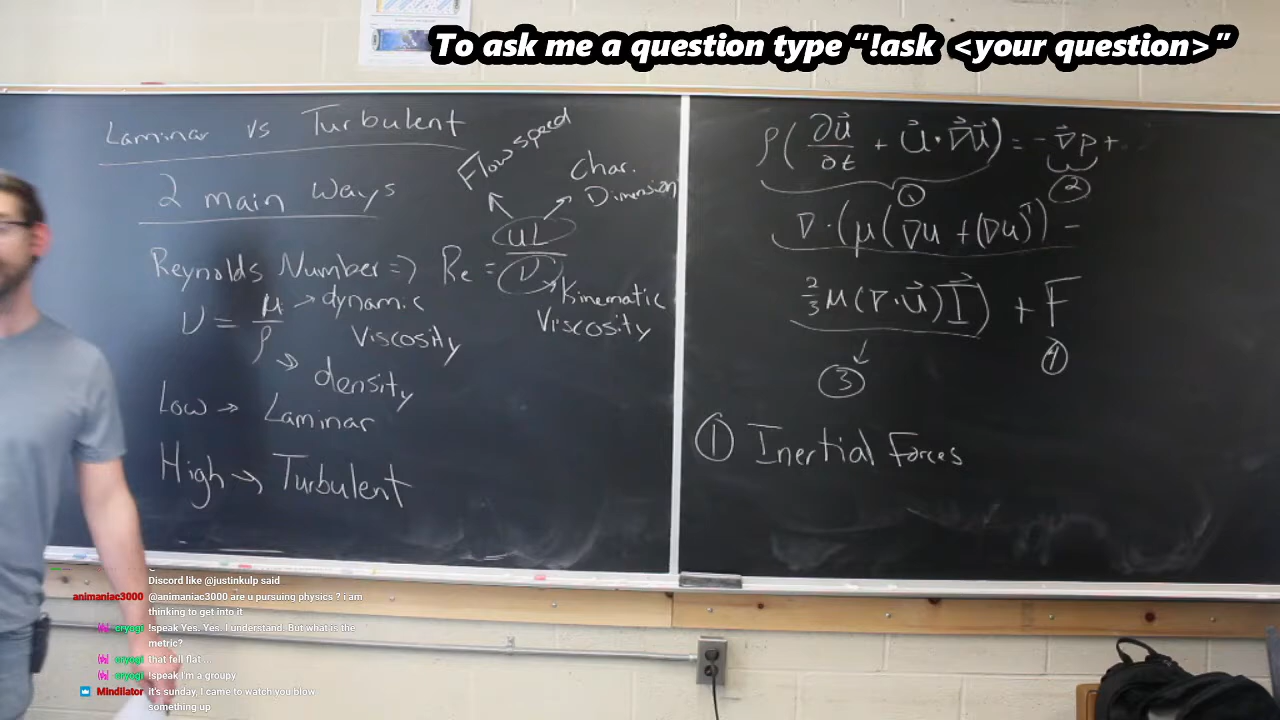 To ask me a question type “!ask <your question>”
Laminar vs Turbulent
2 main ways
Reynolds Number => Re = uL / ν
Flow speed
Char. Dimension
Kinematic Viscosity
ν = μ / ρ
→ dynamic viscosity
→ density
Low → Laminar
High → Turbulent
ρ(∂u⃗/∂t + u⃗·∇⃗u⃗) = -∇⃗p +
①
②
∇·(μ(∇u + (∇u)ᵀ) -
2/3 μ(∇·u⃗)I⃗) + F
③
④
① Inertial Forces
Discord like @justinkulp said
animaniac3000 @animaniac3000 are u pursuing physics ? i am
thinking to get into it
cryogi !speak Yes. Yes. I understand. But what is the
metric?
cryogi that fell flat ..
cryogi !speak I'm a groupy
Mindilator it's sunday, I came to watch you blow
something up